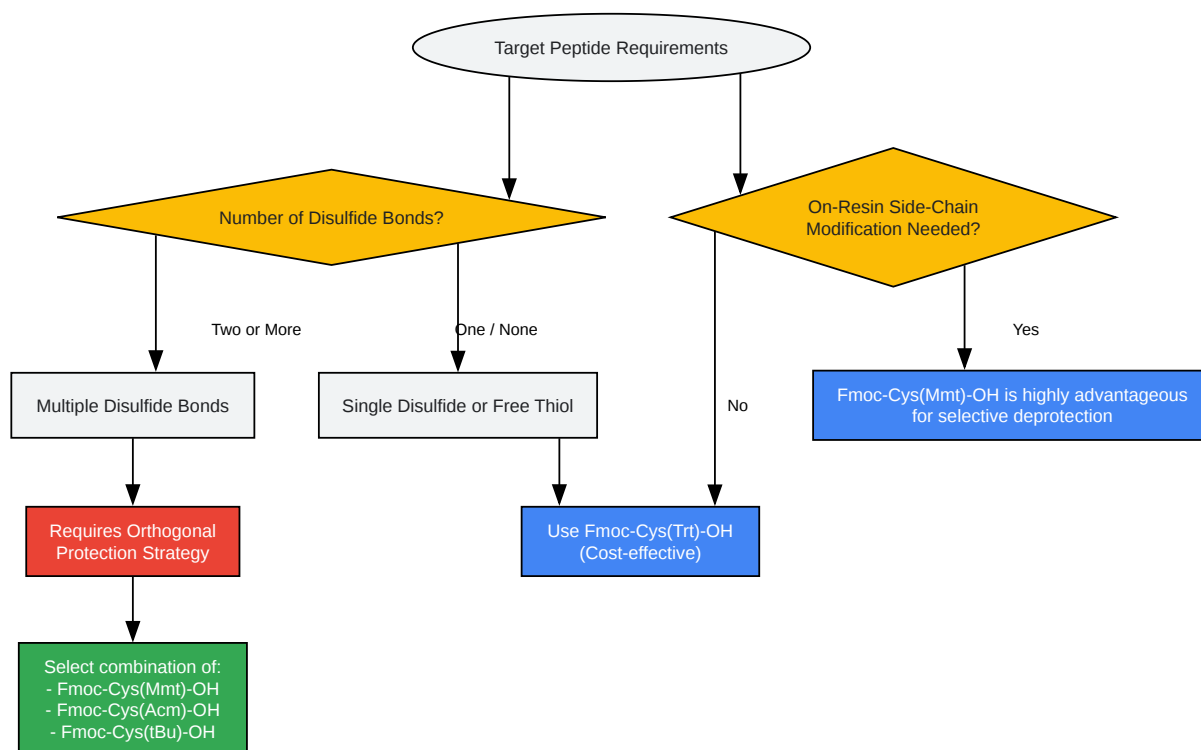 Target Peptide Requirements
Number of Disulfide Bonds?
On-Resin Side-Chain
Modification Needed?
Two or More
One / None
Yes
Multiple Disulfide Bonds
Single Disulfide or Free Thiol
No
Fmoc-Cys(Mmt)-OH is highly advantageous
for selective deprotection
Requires Orthogonal
Protection Strategy
Use Fmoc-Cys(Trt)-OH
(Cost-effective)
Select combination of:
- Fmoc-Cys(Mmt)-OH
- Fmoc-Cys(Acm)-OH
- Fmoc-Cys(tBu)-OH